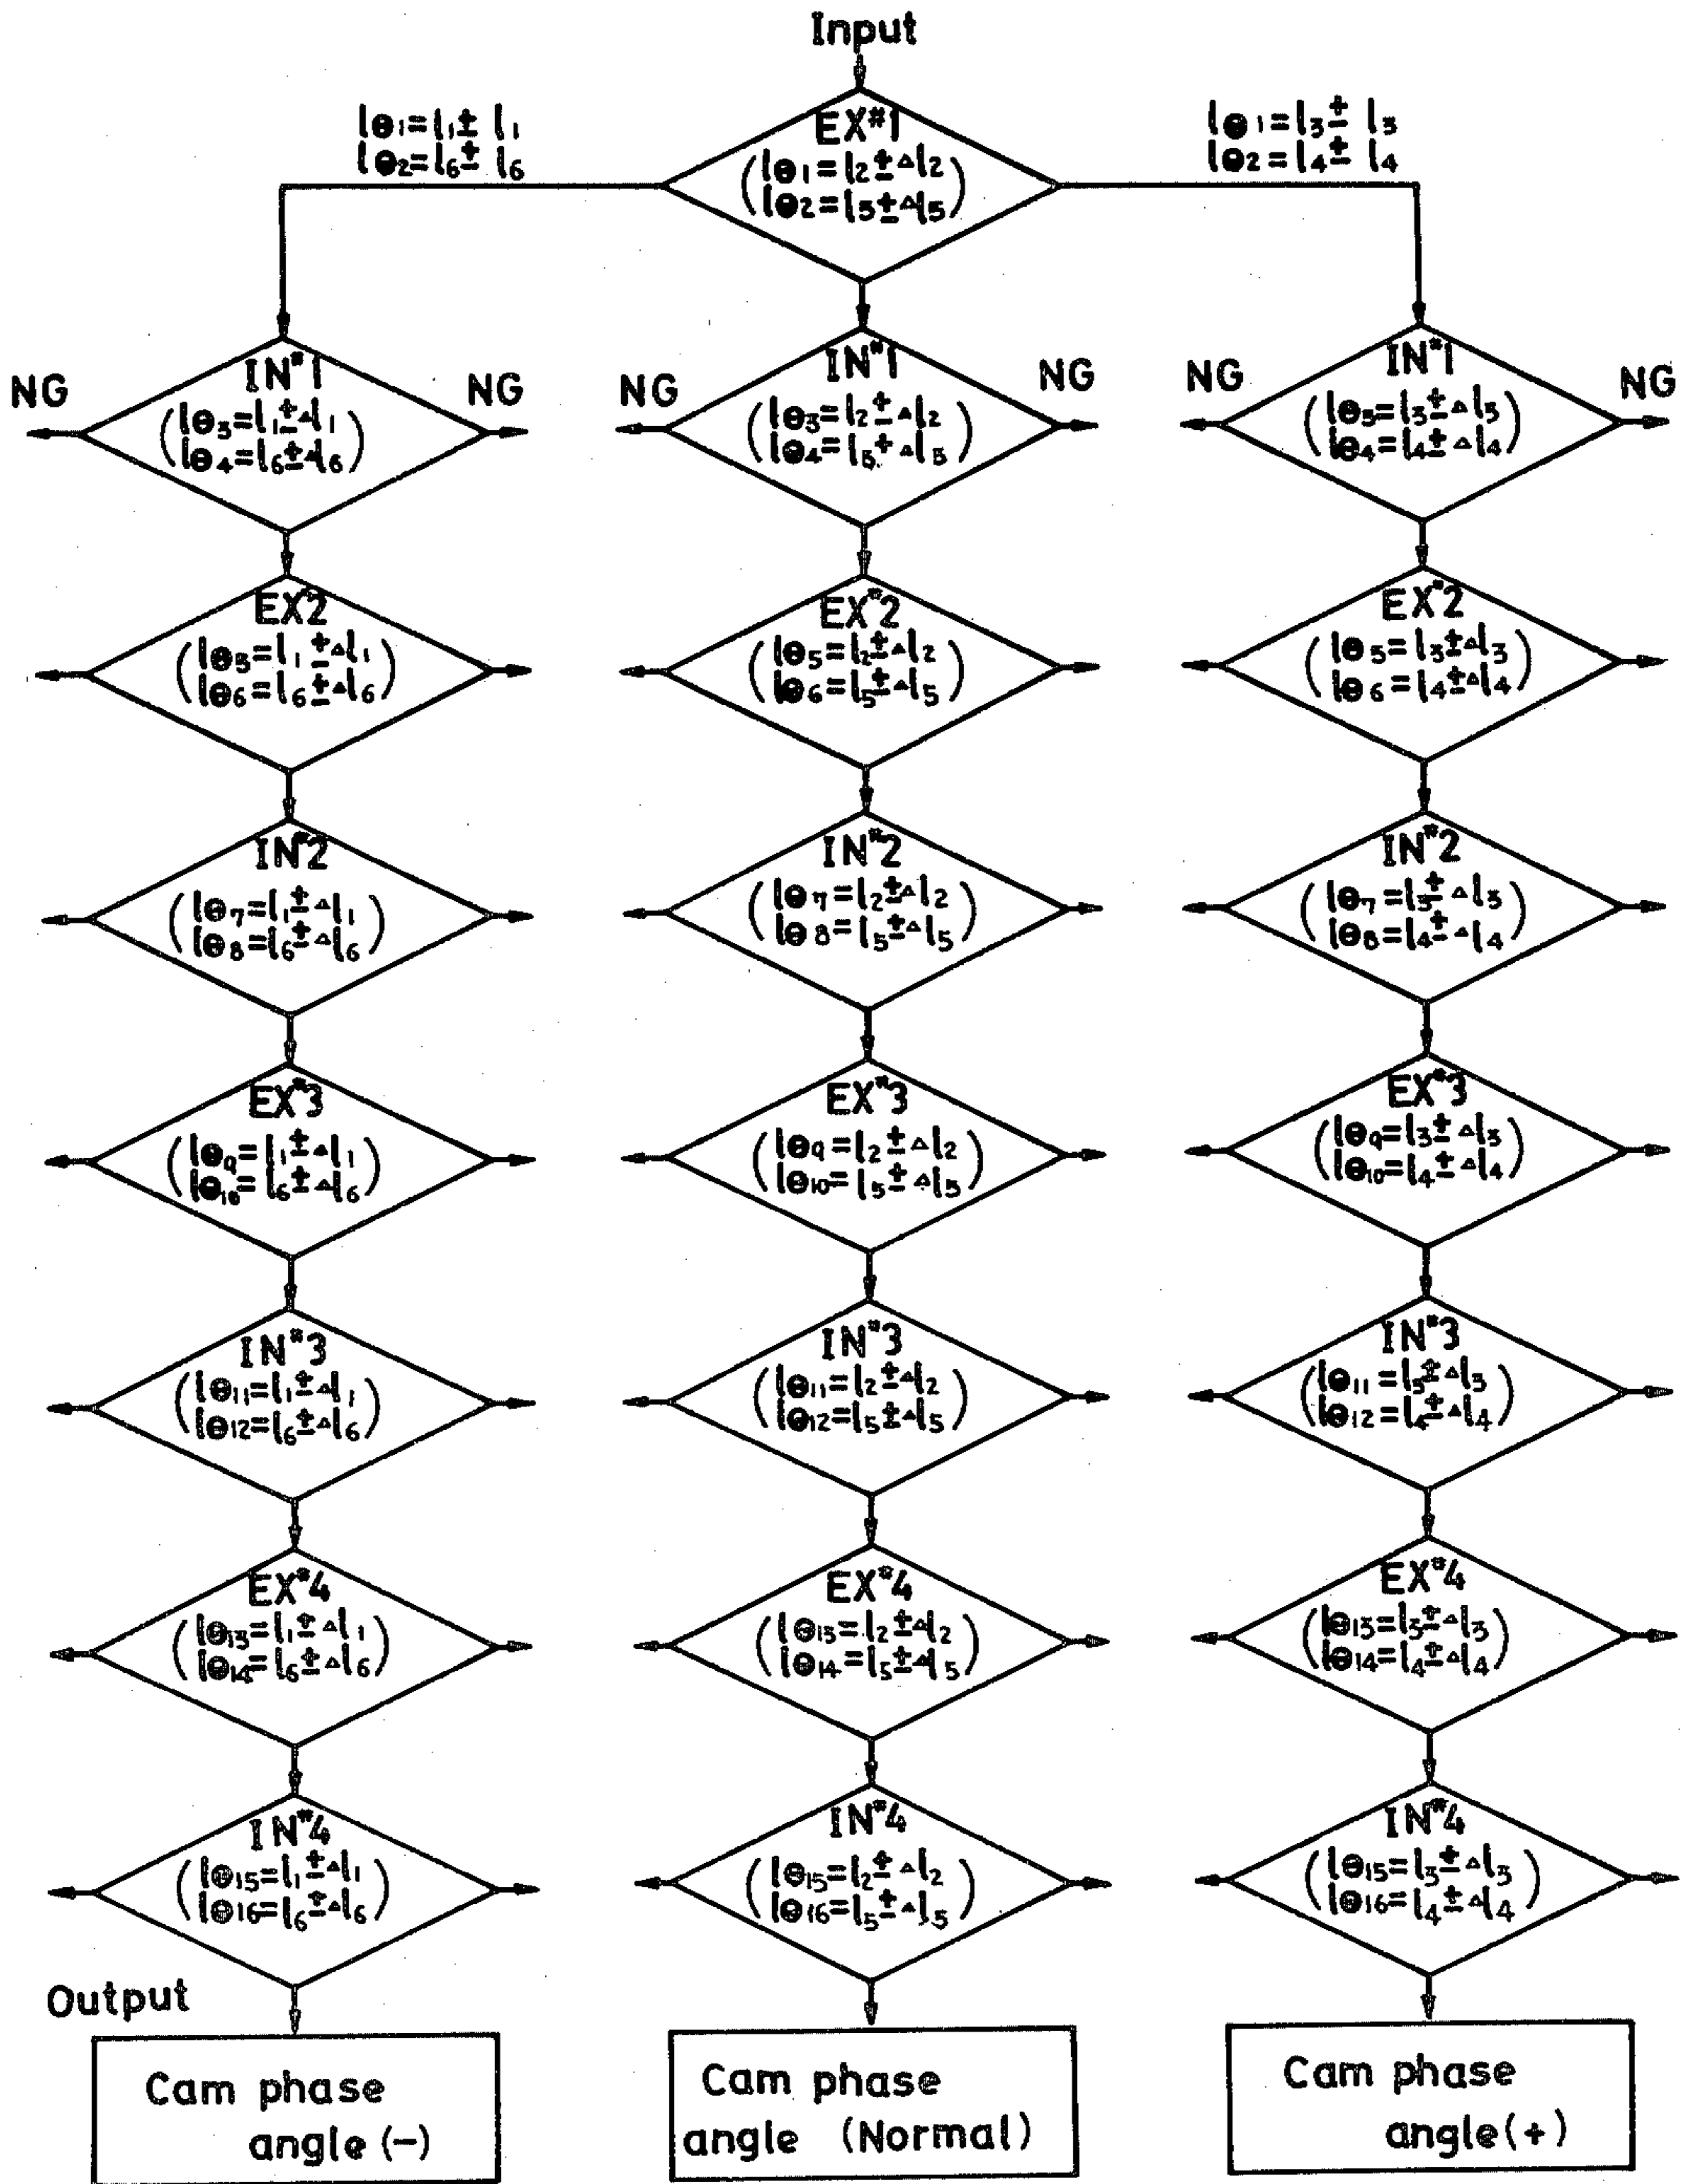 Input
lΘ1=l1± l1
lΘ2=l6± l6
EX#1
(lΘ1=l2±Δl2
lΘ2=l5±Δl5)
lΘ1=l3± l3
lΘ2=l4± l4
NG
IN#1
(lΘ3=l1±Δl1
lΘ4=l6±Δl6)
NG
NG
IN#1
(lΘ3=l2±Δl2
lΘ4=l5±Δl5)
NG
NG
IN#1
(lΘ3=l3±Δl3
lΘ4=l4±Δl4)
NG
EX2
(lΘ5=l1±Δl1
lΘ6=l6±Δl6)
EX#2
(lΘ5=l2±Δl2
lΘ6=l5±Δl5)
EX#2
(lΘ5=l3±Δl3
lΘ6=l4±Δl4)
IN#2
(lΘ7=l1±Δl1
lΘ8=l6±Δl6)
IN#2
(lΘ7=l2±Δl2
lΘ8=l5±Δl5)
IN#2
(lΘ7=l3±Δl3
lΘ8=l4±Δl4)
EX#3
(lΘ9=l1±Δl1
lΘ10=l6±Δl6)
EX#3
(lΘ9=l2±Δl2
lΘ10=l5±Δl5)
EX#3
(lΘ9=l3±Δl3
lΘ10=l4±Δl4)
IN#3
(lΘ11=l1±Δl1
lΘ12=l6±Δl6)
IN#3
(lΘ11=l2±Δl2
lΘ12=l5±Δl5)
IN#3
(lΘ11=l3±Δl3
lΘ12=l4±Δl4)
EX#4
(lΘ13=l1±Δl1
lΘ14=l6±Δl6)
EX#4
(lΘ13=l2±Δl2
lΘ14=l5±Δl5)
EX#4
(lΘ13=l3±Δl3
lΘ14=l4±Δl4)
IN#4
(lΘ15=l1±Δl1
lΘ16=l6±Δl6)
IN#4
(lΘ15=l2±Δl2
lΘ16=l5±Δl5)
IN#4
(lΘ15=l3±Δl3
lΘ16=l4±Δl4)
Output
Cam phase
angle (-)
Cam phase
angle (Normal)
Cam phase
angle (+)